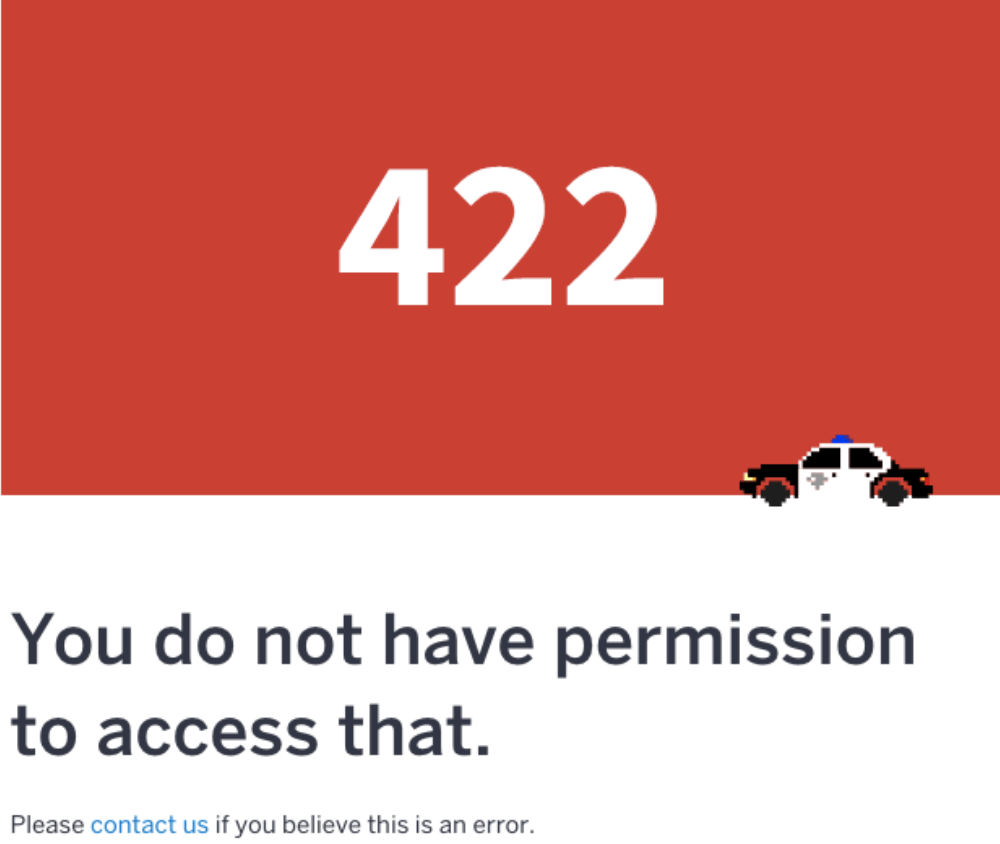 422
You do not have permission
to access that.
Please contact us if you believe this is an error.